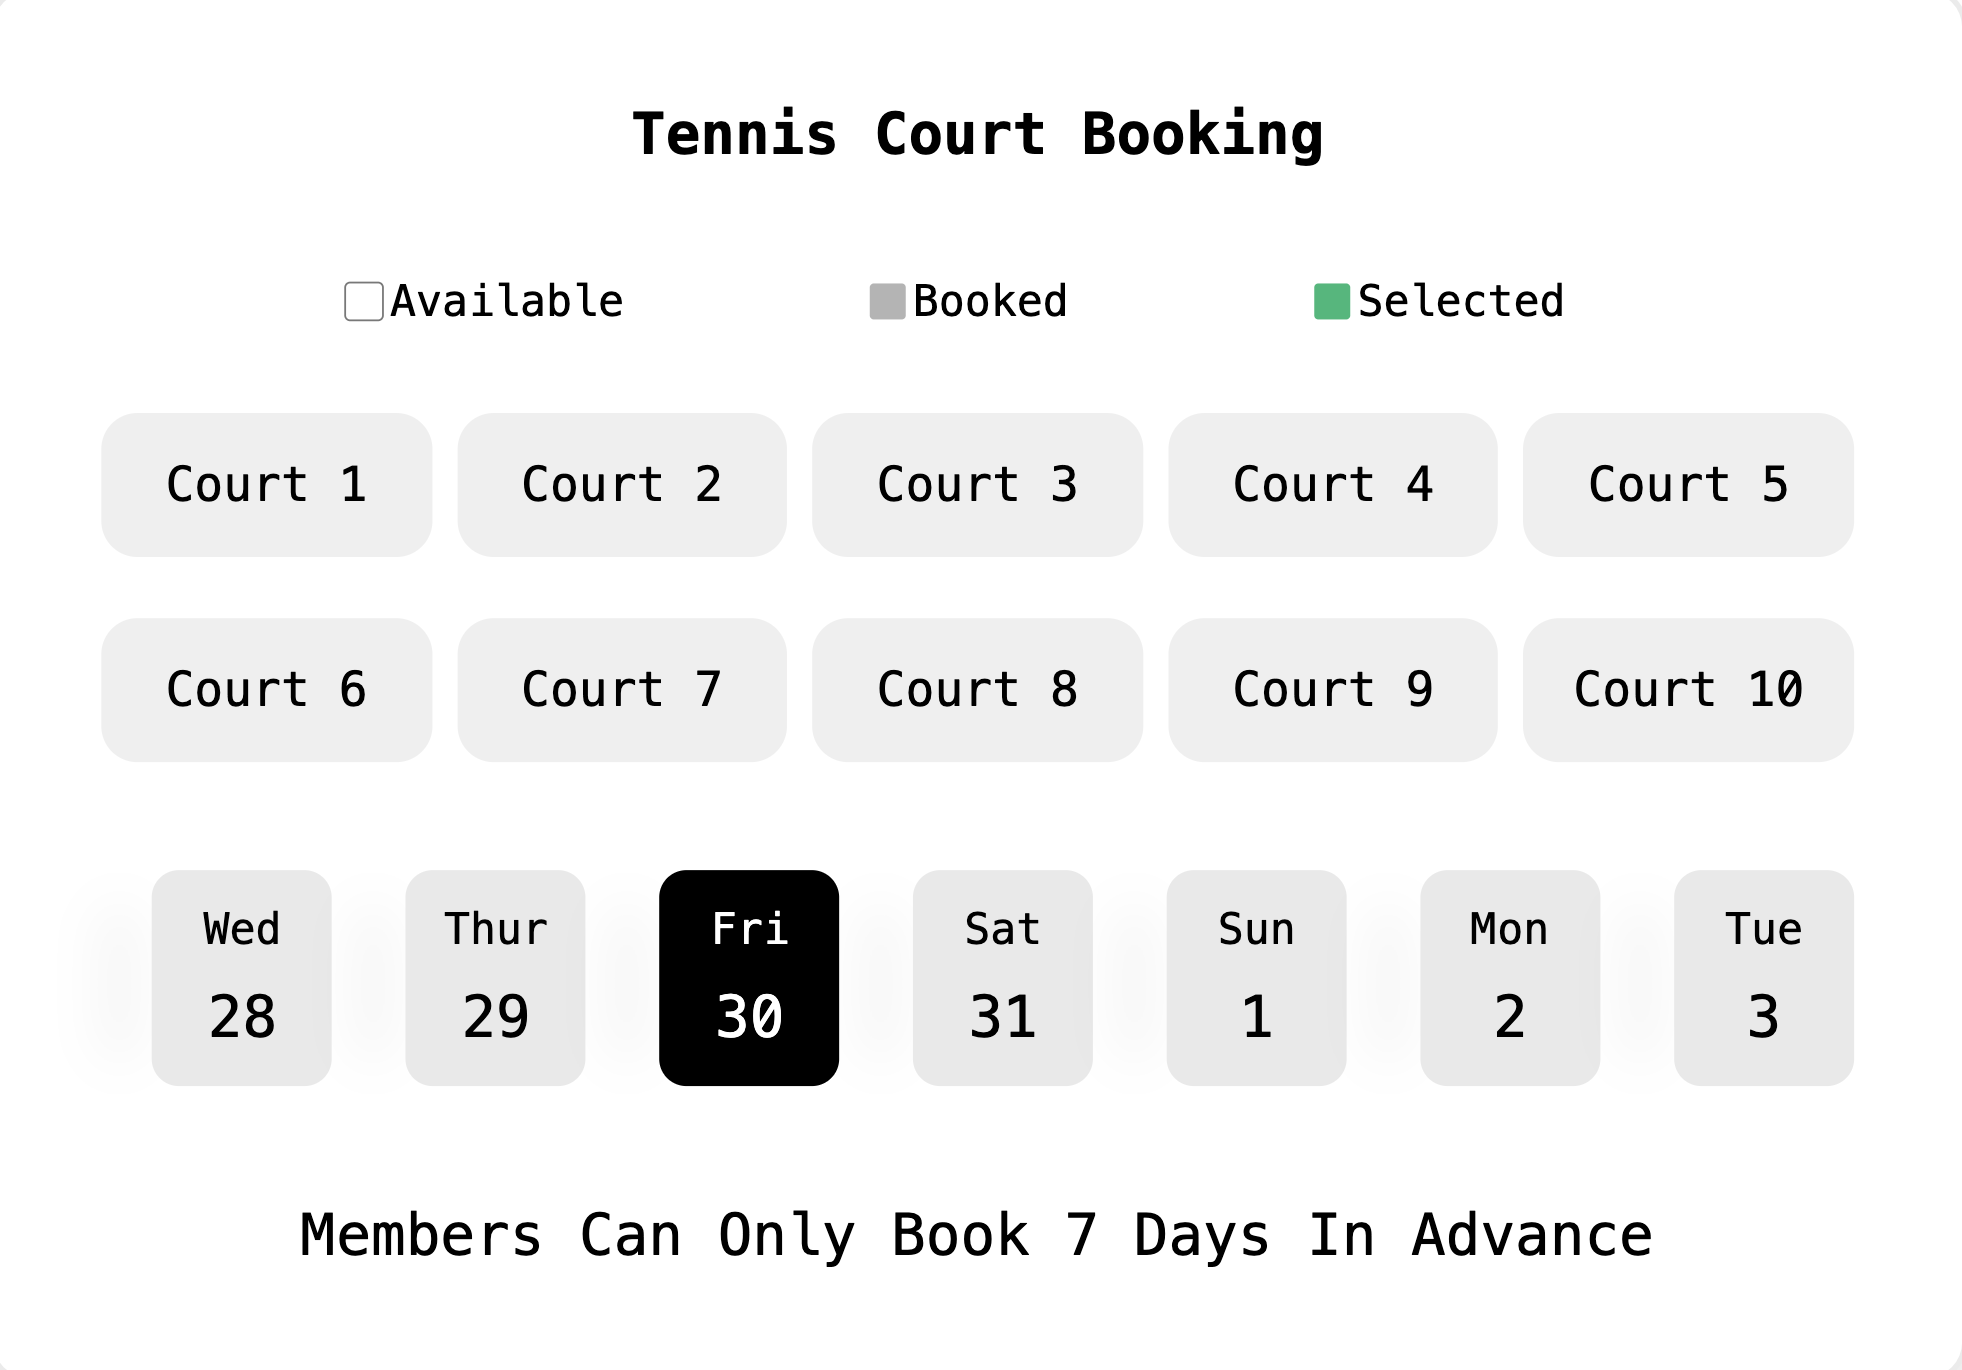 Tennis Court Booking
Available Booked Selected
Court 1 Court 2 Court 3 Court 4 Court 5
Court 6 Court 7 Court 8 Court 9 Court 10
Wed Thur Fri Sat Sun Mon Tue
28 29 30 31 1 2 3
Members Can Only Book 7 Days In Advance